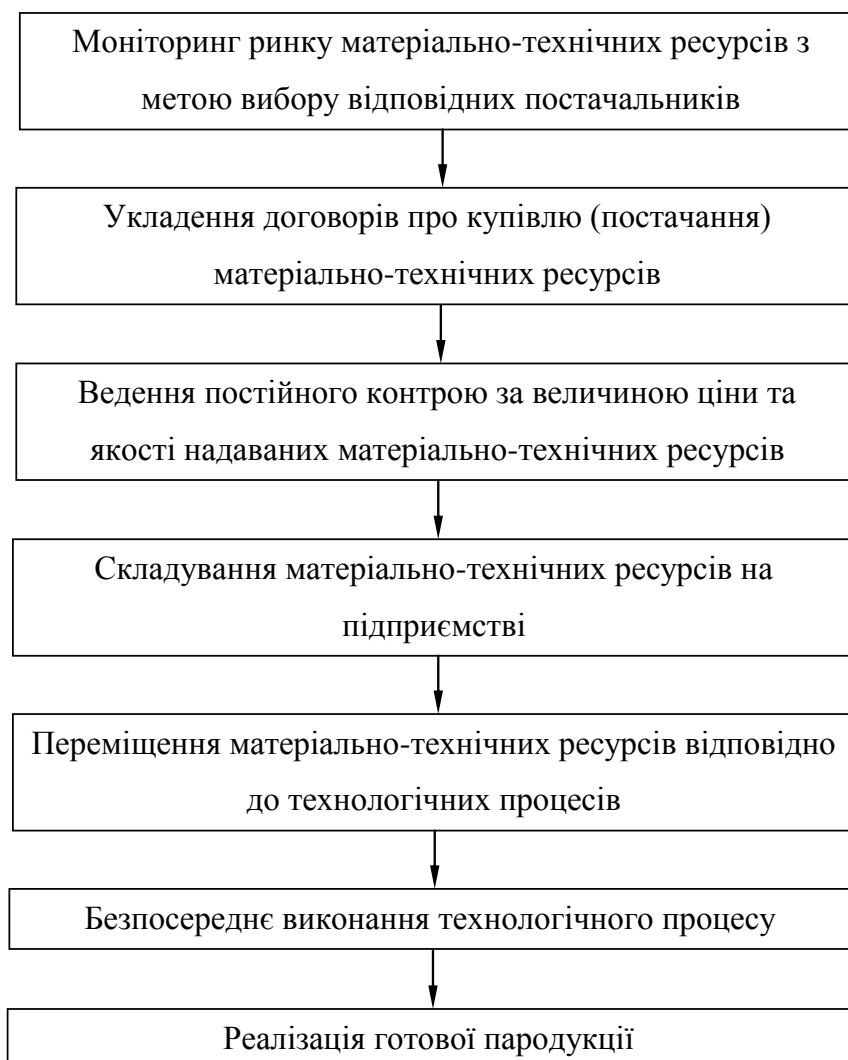 Моніторинг ринку матеріально-технічних ресурсів з
метою вибору відповідних постачальників
Укладення договорів про купівлю (постачання)
матеріально-технічних ресурсів
Ведення постійного контрою за величиною ціни та
якості надаваних матеріально-технічних ресурсів
Складування матеріально-технічних ресурсів на
підприємстві
Переміщення матеріально-технічних ресурсів відповідно
до технологічних процесів
Безпосереднє виконання технологічного процесу
Реалізація готової пародукції